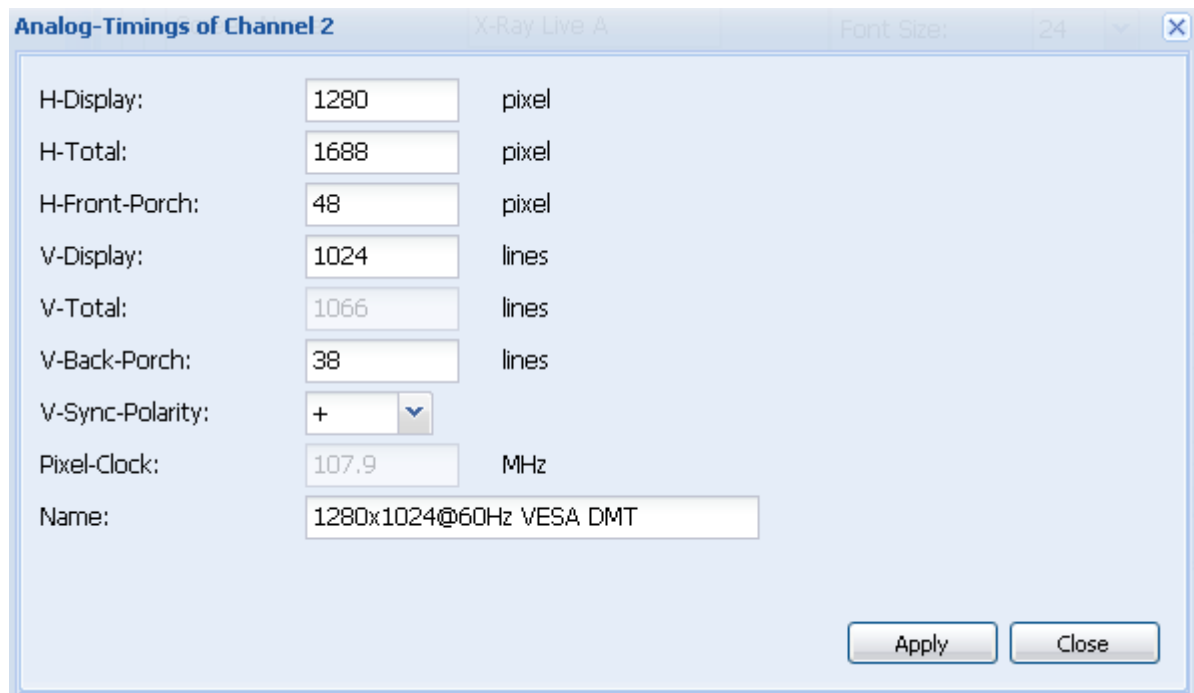 Analog-Timings of Channel 2 X-Ray Live A Font Size: 24
H-Display: 1280 pixel
H-Total: 1688 pixel
H-Front-Porch: 48 pixel
V-Display: 1024 lines
V-Total: 1066 lines
V-Back-Porch: 38 lines
V-Sync-Polarity: +
Pixel-Clock: 107.9 MHz
Name: 1280x1024@60Hz VESA DMT
Apply Close